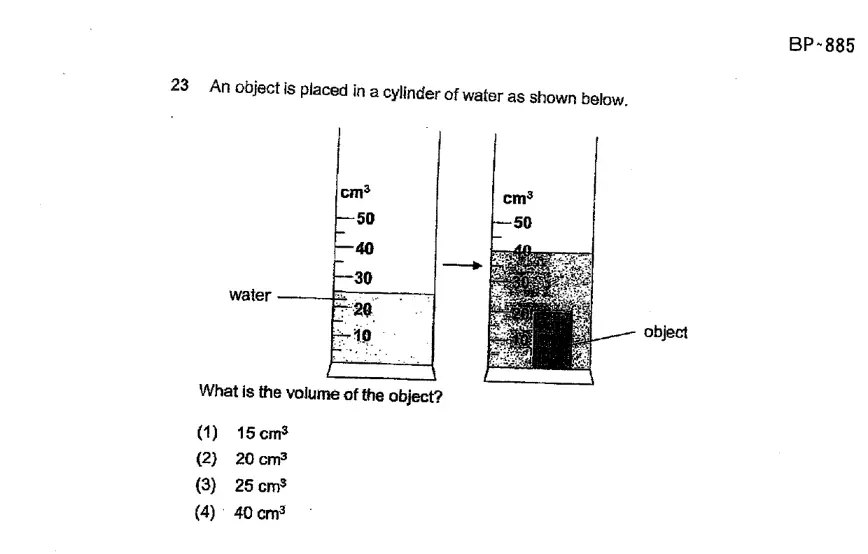 BP-885
23 An object is placed in a cylinder of water as shown below.
cm³
50
40
30
20
10
water
cm³
50
40
30
20
10
object
What is the volume of the object?
(1) 15 cm³
(2) 20 cm³
(3) 25 cm³
(4) 40 cm³